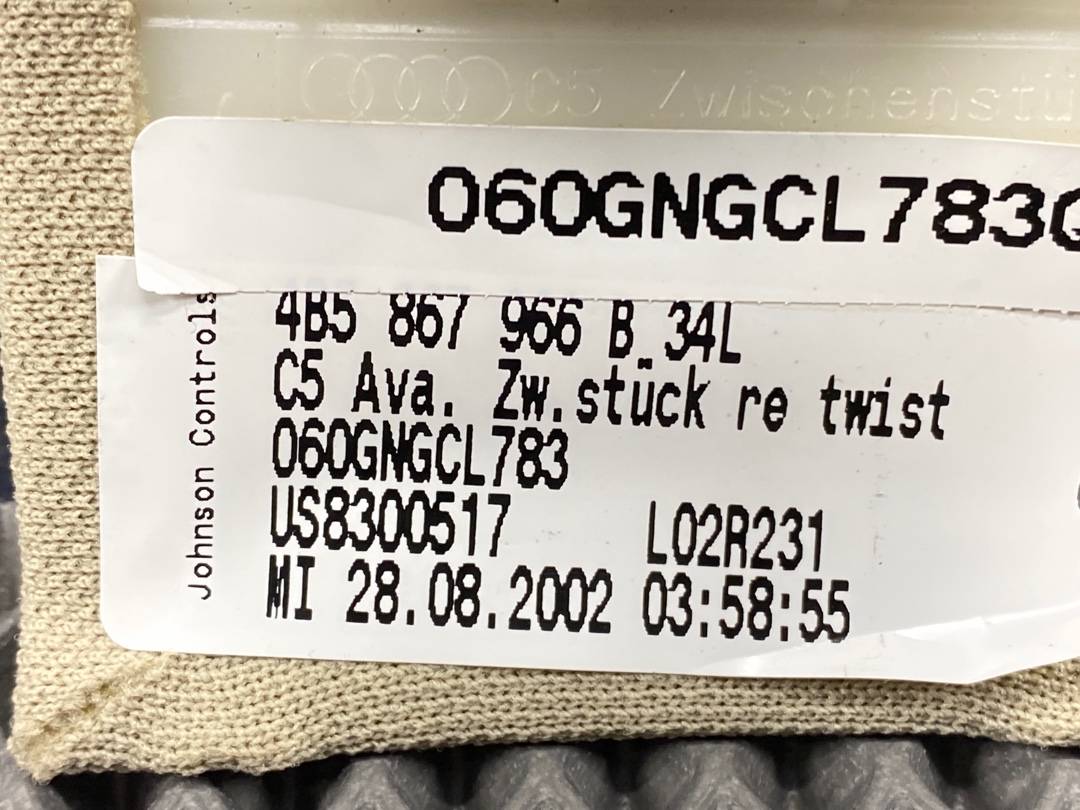 C5 Zwischenstü
060GNGCL783G
Johnson Controls
4B5 867 966 B 34L
C5 Ava. Zw.stück re twist
060GNGCL783
US8300517 L02R231
MI 28.08.2002 03:58:55